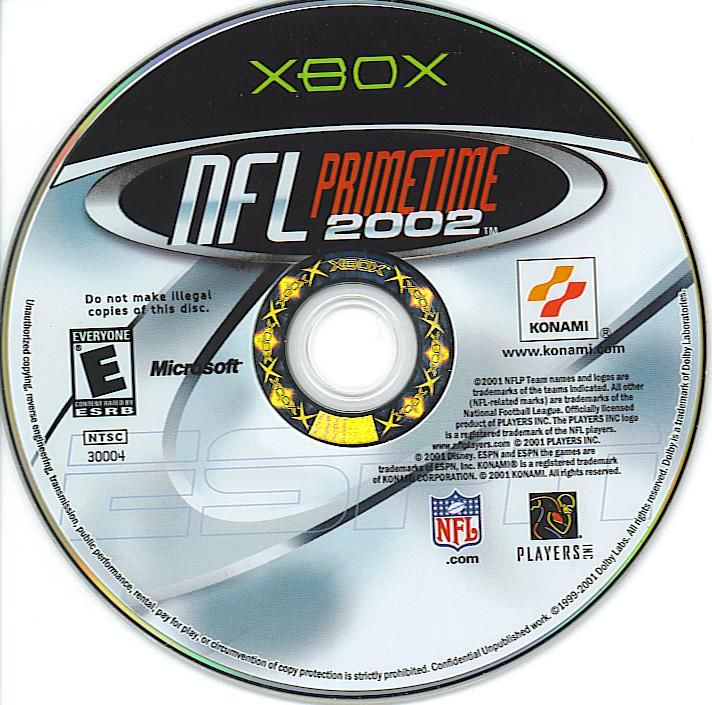 XBOX
NFL PRIMETIME
2002™
XBOX
Do not make illegal
copies of this disc.
EVERYONE
E
CONTENT RATED BY
ESRB
Microsoft
NTSC
30004
KONAMI
®
www.konami.com
©2001 NFLP Team names and logos are
trademarks of the teams indicated. All other
(NFL-related marks) are trademarks of the
National Football League. Officially licensed
product of PLAYERS INC. The PLAYERS INC logo
is a registered trademark of the NFL players.
www.nflplayers.com © 2001 PLAYERS INC.
© 2001 Disney. ESPN and ESPN the games are
trademarks of ESPN, Inc. KONAMI® is a registered trademark
of KONAMI CORPORATION. © 2001 KONAMI. All rights reserved.
ESPN
NFL
.com
PLAYERS INC
Unauthorized copying, reverse engineering, transmission, public performance, rental, pay for play, or circumvention of copy protection is strictly prohibited. Confidential Unpublished work. ©1999-2001 Dolby Labs. All rights reserved. Dolby is a trademark of Dolby Laboratories.